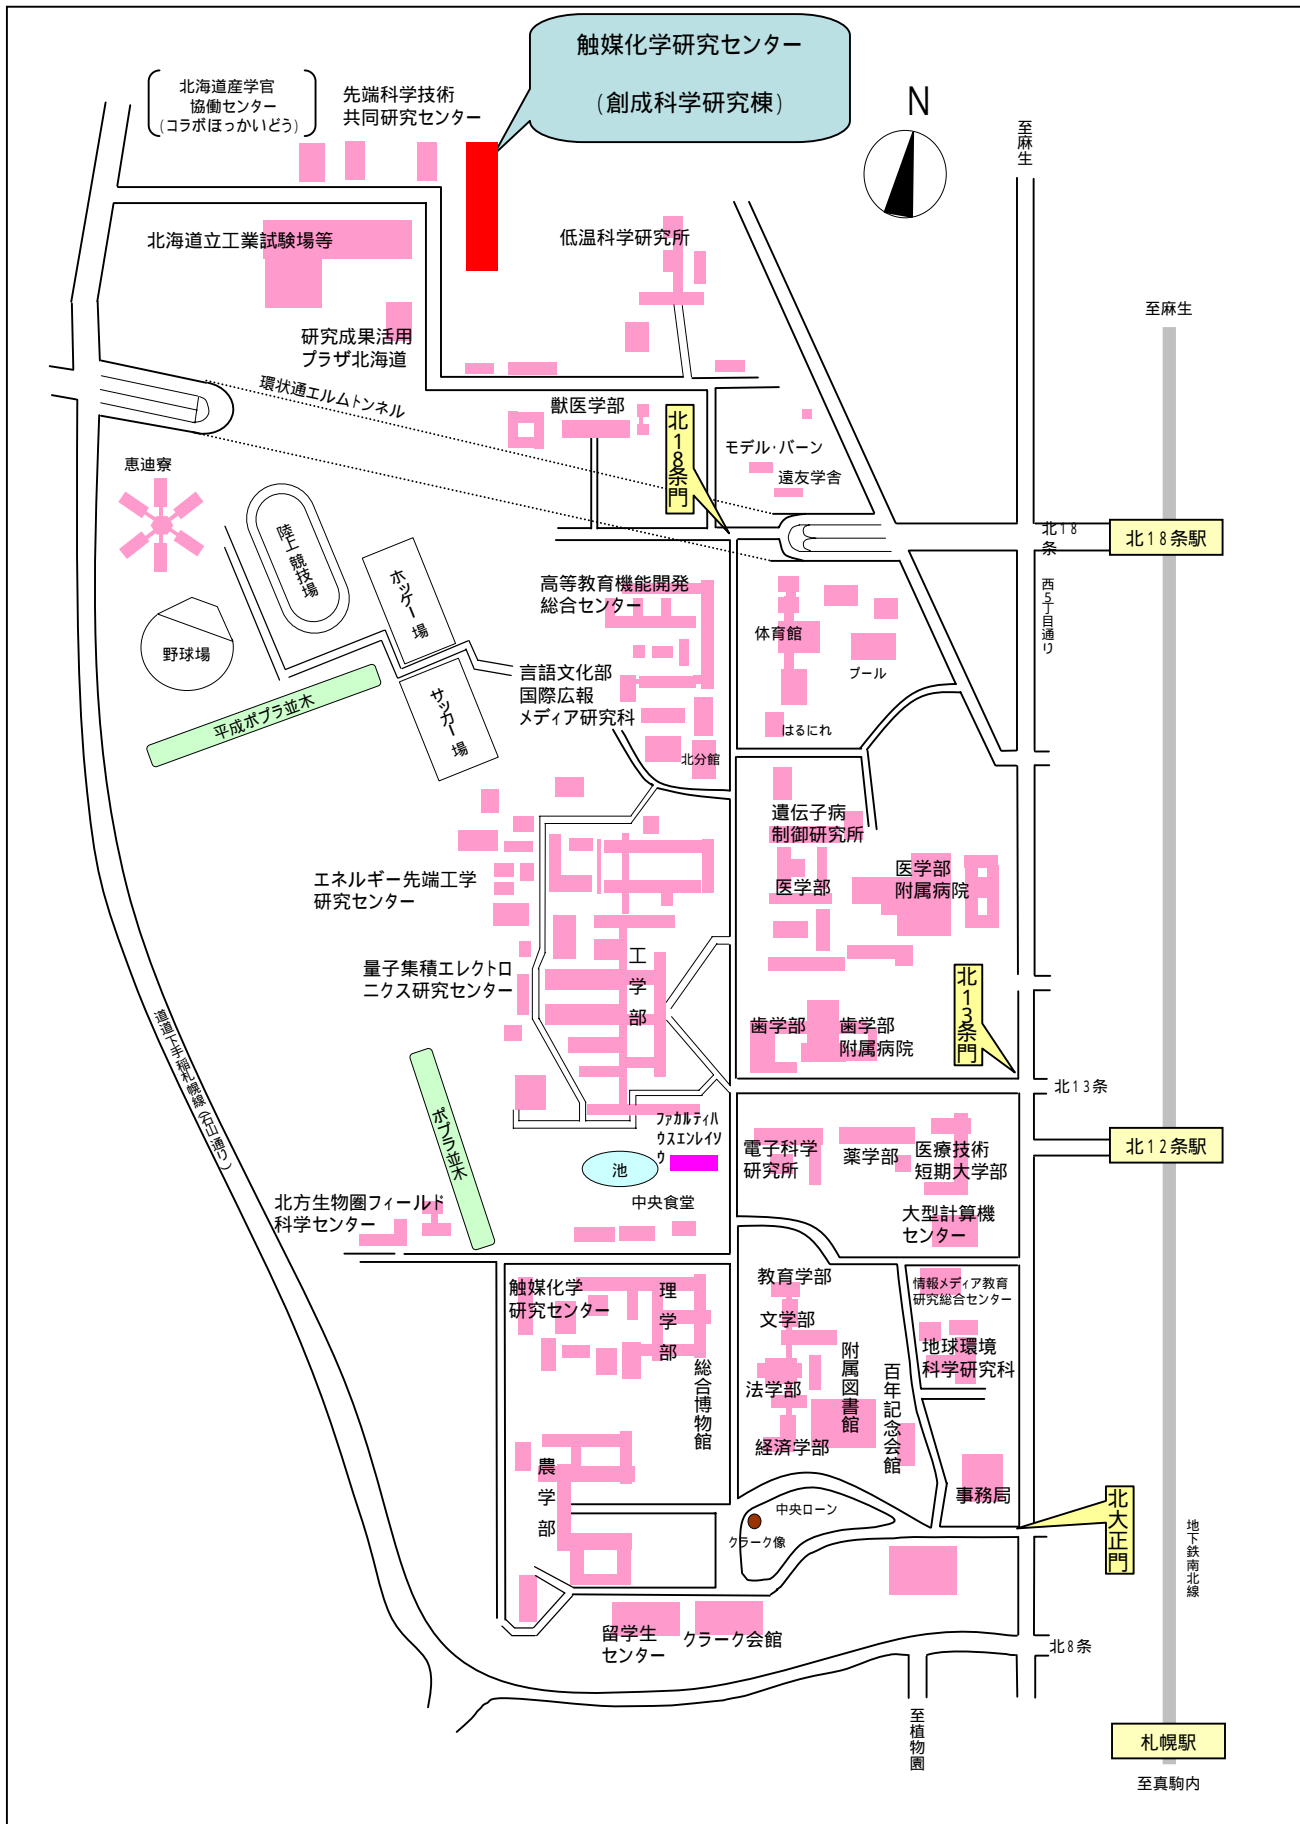 触媒化学研究センター
(創成科学研究棟)
北海道産学官
協働センター
(コラボほっかいどう)
先端科学技術
共同研究センター
N
至麻生
北海道立工業試験場等
低温科学研究所
至麻生
研究成果活用
プラザ北海道
環状通エルムトンネル
獣医学部
北18条門
モデル・バーン
遠友学舎
恵迪寮
陸上競技場
北18
条
北18条駅
ホッケー場
高等教育機能開発
総合センター
西5丁目通り
体育館
野球場
プール
言語文化部
国際広報
メディア研究科
サッカー場
平成ポプラ並木
はるにれ
北分館
遺伝子病
制御研究所
エネルギー先端工学
研究センター
医学部
医学部
附属病院
工学部
量子集積エレクトロ
ニクス研究センター
北13条門
歯学部
歯学部
附属病院
道道下手稲札幌線(石山通り)
北13条
ポプラ並木
ファカルティハ
ウスエンレイソ
ウ
電子科学
研究所
薬学部
医療技術
短期大学部
北12条駅
池
中央食堂
北方生物圏フィールド
科学センター
大型計算機
センター
触媒化学
研究センター
理学部
教育学部
情報メディア教育
研究総合センター
文学部
地球環境
科学研究科
総合博物館
法学部
附属図書館
百年記念会館
経済学部
農学部
事務局
北大正門
中央ローン
クラーク像
地下鉄南北線
留学生
センター
クラーク会館
北8条
至植物園
札幌駅
至真駒内